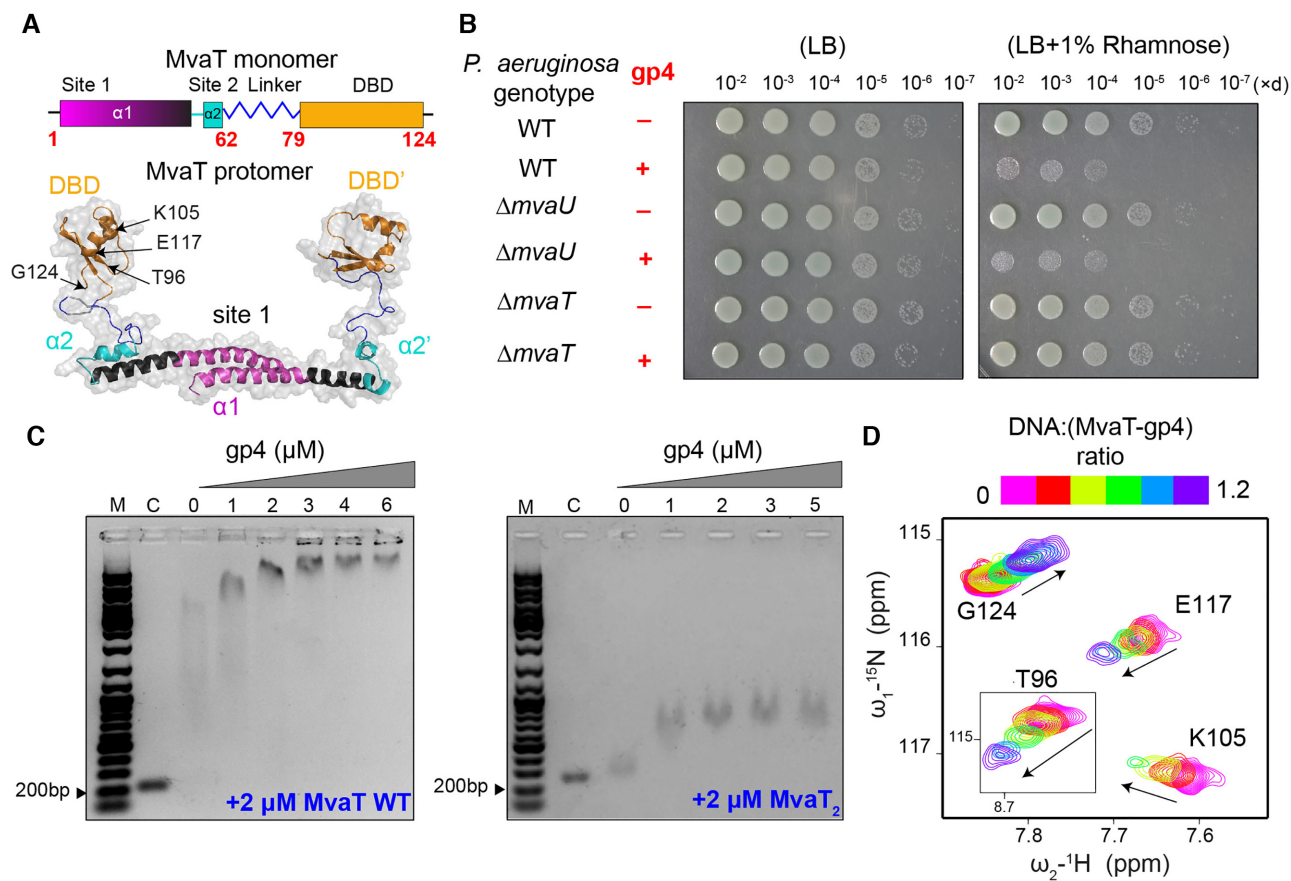 A
MvaT monomer
Site 1 Site 2 Linker DBD
α1 α2
1 62 79 124
MvaT protomer
DBD DBD’
K105
E117
G124 T96
site 1
α2 α2’
α1
B
(LB) (LB+1% Rhamnose)
P. aeruginosa gp4
genotype
10-2 10-3 10-4 10-5 10-6 10-7 10-2 10-3 10-4 10-5 10-6 10-7 (×d)
WT –
WT +
ΔmvaU –
ΔmvaU +
ΔmvaT –
ΔmvaT +
C
gp4 (μM) gp4 (μM)
M C 0 1 2 3 4 6
M C 0 1 2 3 5
200bp 200bp
+2 μM MvaT WT +2 μM MvaT2
D
DNA:(MvaT-gp4)
ratio
0 1.2
115
G124 E117
116
T96
115
K105
117
8.7
7.8 7.7 7.6
ω1-15N (ppm)
ω2-1H (ppm)